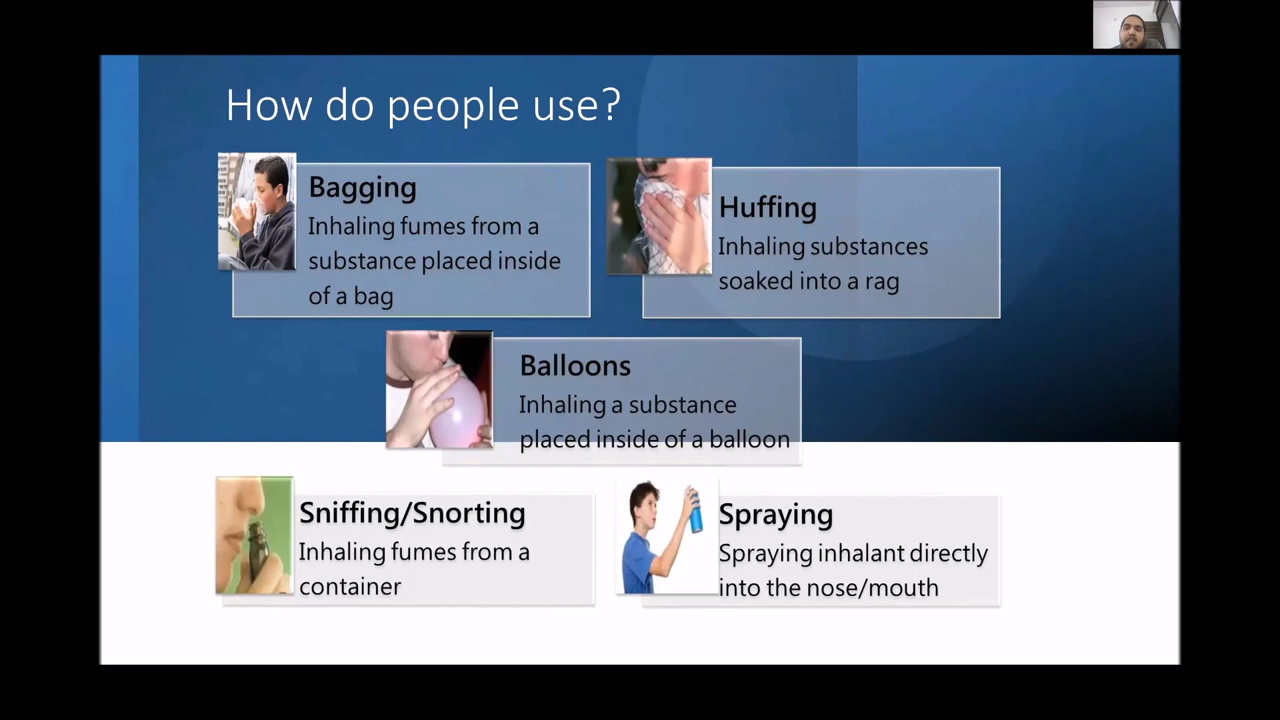 How do people use?
Bagging
Inhaling fumes from a
substance placed inside
of a bag
Huffing
Inhaling substances
soaked into a rag
Balloons
Inhaling a substance
placed inside of a balloon
Sniffing/Snorting
Inhaling fumes from a
container
Spraying
Spraying inhalant directly
into the nose/mouth